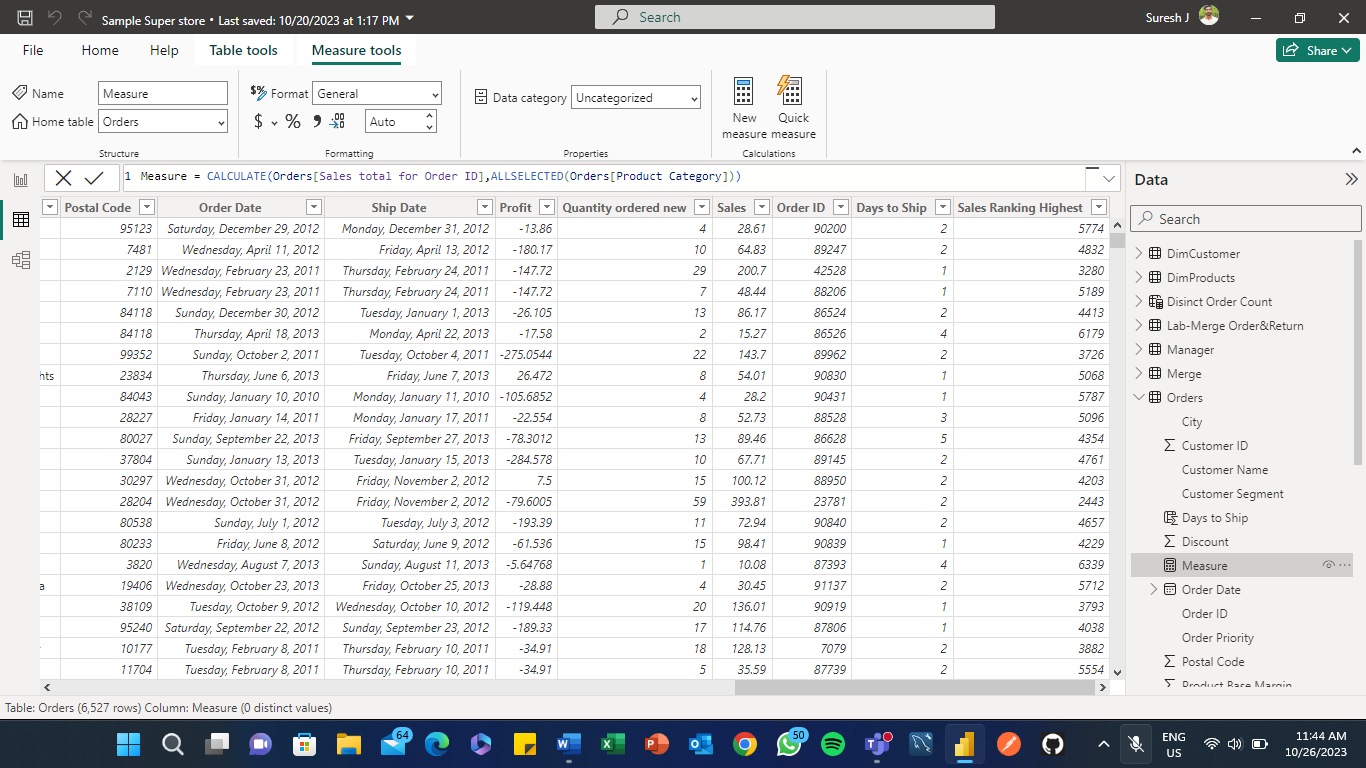 Sample Super store • Last saved: 10/20/2023 at 1:17 PM
Search
Suresh J
File Home Help Table tools Measure tools
Share
Name Measure
Home table Orders
Structure
$% Format General
$ % Auto
Formatting
Data category Uncategorized
Properties
New measure
Quick measure
Calculations
1 Measure = CALCULATE(Orders[Sales total for Order ID],ALLSELECTED(Orders[Product Category]))
Postal Code Order Date Ship Date Profit Quantity ordered new Sales Order ID Days to Ship Sales Ranking Highest
95123 Saturday, December 29, 2012 Monday, December 31, 2012 -13.86 4 28.61 90200 2 5774
7481 Wednesday, April 11, 2012 Friday, April 13, 2012 -180.17 10 64.83 89247 2 4832
2129 Wednesday, February 23, 2011 Thursday, February 24, 2011 -147.72 29 200.7 42528 1 3280
7110 Wednesday, February 23, 2011 Thursday, February 24, 2011 -147.72 7 48.44 88206 1 5189
84118 Sunday, December 30, 2012 Tuesday, January 1, 2013 -26.105 13 86.17 86524 2 4413
84118 Thursday, April 18, 2013 Monday, April 22, 2013 -17.58 2 15.27 86526 4 6179
99352 Sunday, October 2, 2011 Tuesday, October 4, 2011 -275.0544 22 143.7 89962 2 3726
hts 23834 Thursday, June 6, 2013 Friday, June 7, 2013 26.472 8 54.01 90830 1 5068
84043 Sunday, January 10, 2010 Monday, January 11, 2010 -105.6852 4 28.2 90431 1 5787
28227 Friday, January 14, 2011 Monday, January 17, 2011 -22.554 8 52.73 88528 3 5096
80027 Sunday, September 22, 2013 Friday, September 27, 2013 -78.3012 13 89.46 86628 5 4354
37804 Sunday, January 13, 2013 Tuesday, January 15, 2013 -284.578 10 67.71 89145 2 4761
30297 Wednesday, October 31, 2012 Friday, November 2, 2012 7.5 15 100.12 88950 2 4203
28204 Wednesday, October 31, 2012 Friday, November 2, 2012 -79.6005 59 393.81 23781 2 2443
80538 Sunday, July 1, 2012 Tuesday, July 3, 2012 -193.39 11 72.94 90840 2 4657
80233 Friday, June 8, 2012 Saturday, June 9, 2012 -61.536 15 98.41 90839 1 4229
3820 Wednesday, August 7, 2013 Sunday, August 11, 2013 -5.64768 1 10.08 87393 4 6339
a 19406 Wednesday, October 23, 2013 Friday, October 25, 2013 -28.88 4 30.45 91137 2 5712
38109 Tuesday, October 9, 2012 Wednesday, October 10, 2012 -119.448 20 136.01 90919 1 3793
95240 Saturday, September 22, 2012 Sunday, September 23, 2012 -189.33 17 114.76 87806 1 4038
10177 Tuesday, February 8, 2011 Thursday, February 10, 2011 -34.91 18 128.13 7079 2 3882
11704 Tuesday, February 8, 2011 Thursday, February 10, 2011 -34.91 5 35.59 87739 2 5554
Data
Search
DimCustomer
DimProducts
Disinct Order Count
Lab-Merge Order&Return
Manager
Merge
Orders
City
Customer ID
Customer Name
Customer Segment
Days to Ship
Discount
Measure
Order Date
Order ID
Order Priority
Postal Code
Product Base Margin
Table: Orders (6,527 rows) Column: Measure (0 distinct values)
64
50
ENG
US
11:44 AM
10/26/2023